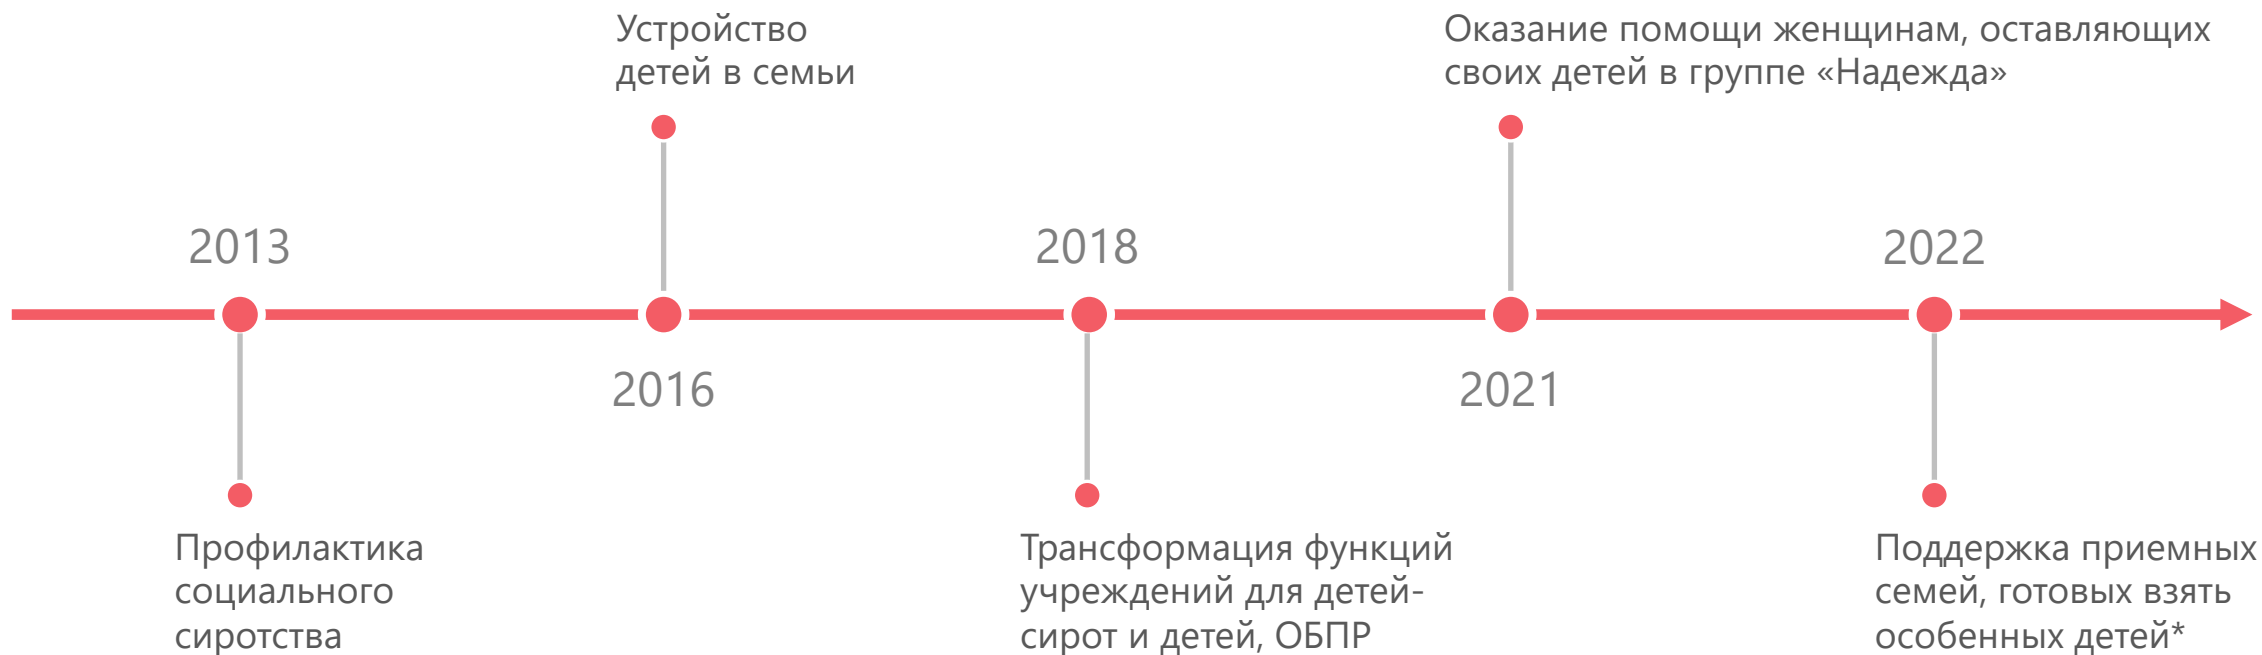 Устройство
детей в семьи
Оказание помощи женщинам, оставляющих
своих детей в группе «Надежда»
2013
2018
2022
2016
2021
Профилактика
социального
сиротства
Трансформация функций
учреждений для детей-
сирот и детей, ОБПР
Поддержка приемных
семей, готовых взять
особенных детей*